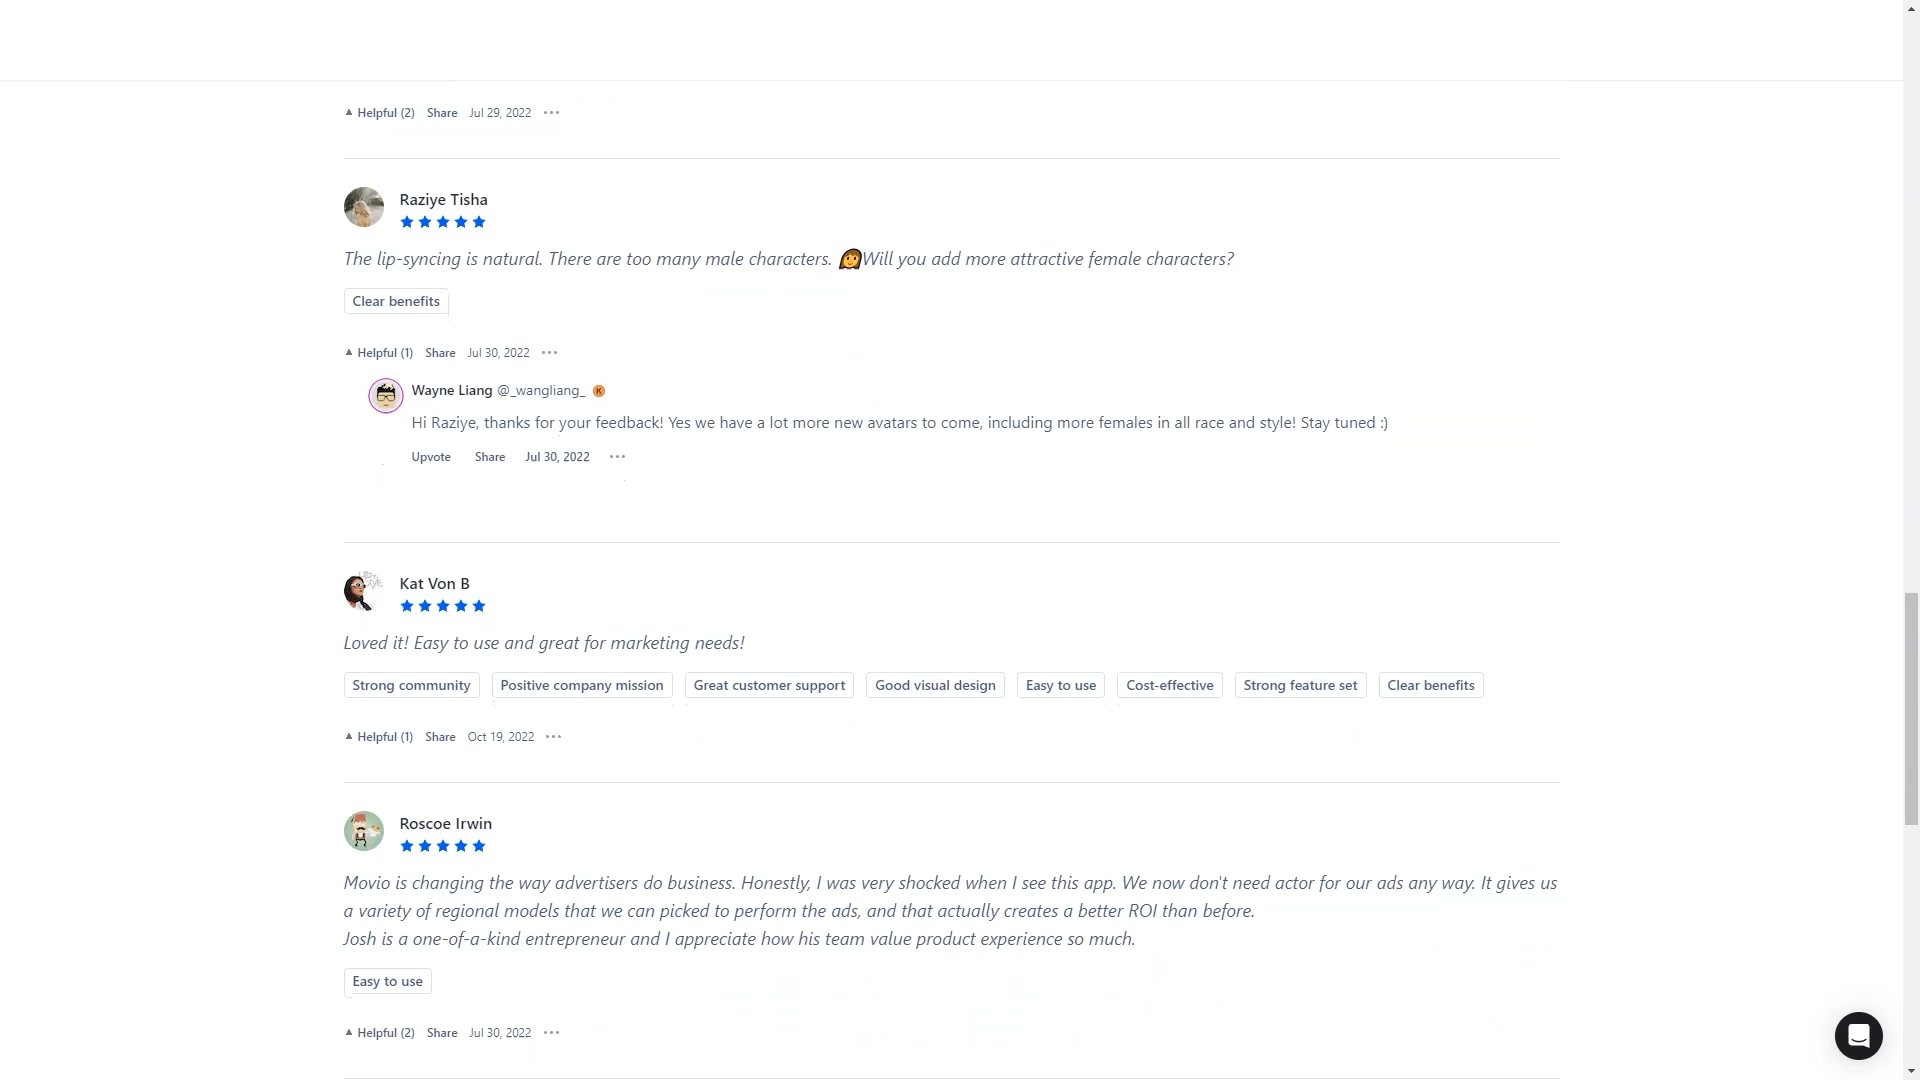 Helpful (2) Share Jul 29, 2022
Raziye Tisha
The lip-syncing is natural. There are too many male characters. 👩Will you add more attractive female characters?
Clear benefits
Helpful (1) Share Jul 30, 2022
Wayne Liang @_wangliang_ K
Hi Raziye, thanks for your feedback! Yes we have a lot more new avatars to come, including more females in all race and style! Stay tuned :)
Upvote Share Jul 30, 2022
Kat Von B
Loved it! Easy to use and great for marketing needs!
Strong community Positive company mission Great customer support Good visual design Easy to use Cost-effective Strong feature set Clear benefits
Helpful (1) Share Oct 19, 2022
Roscoe Irwin
Movio is changing the way advertisers do business. Honestly, I was very shocked when I see this app. We now don't need actor for our ads any way. It gives us
a variety of regional models that we can picked to perform the ads, and that actually creates a better ROI than before.
Josh is a one-of-a-kind entrepreneur and I appreciate how his team value product experience so much.
Easy to use
Helpful (2) Share Jul 30, 2022